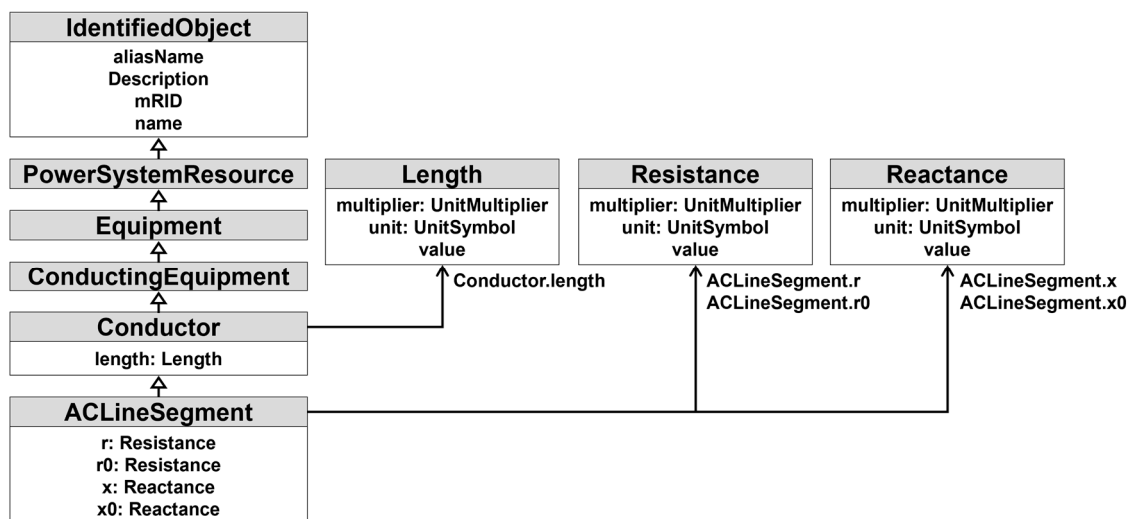 IdentifiedObject
aliasName
Description
mRID
name
PowerSystemResource
Equipment
ConductingEquipment
Conductor
length: Length
ACLineSegment
r: Resistance
r0: Resistance
x: Reactance
x0: Reactance
Length
multiplier: UnitMultiplier
unit: UnitSymbol
value
Conductor.length
Resistance
multiplier: UnitMultiplier
unit: UnitSymbol
value
ACLineSegment.r
ACLineSegment.r0
Reactance
multiplier: UnitMultiplier
unit: UnitSymbol
value
ACLineSegment.x
ACLineSegment.x0